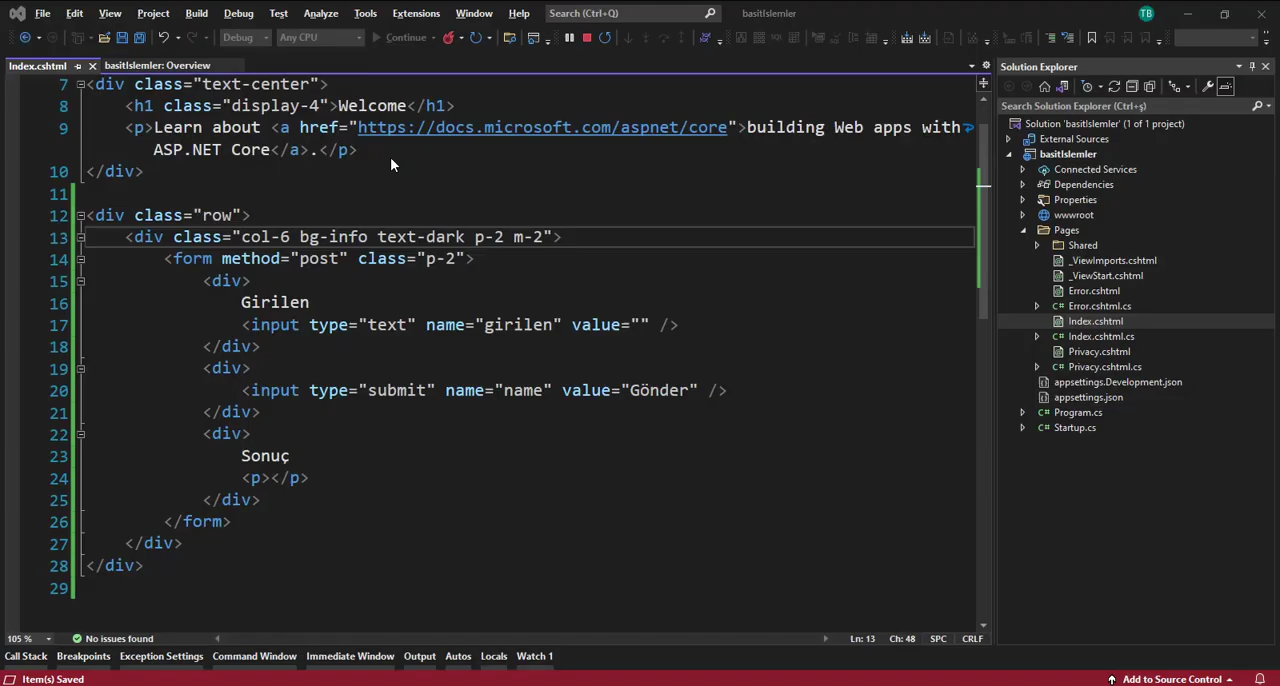 File Edit View Project Build Debug Test Analyze Tools Extensions Window Help Search (Ctrl+Q) basitIslemler TB
Debug Any CPU Continue
Index.cshtml basitIslemler: Overview
7 <div class="text-center">
8 <h1 class="display-4">Welcome</h1>
9 <p>Learn about <a href="https://docs.microsoft.com/aspnet/core">building Web apps with
ASP.NET Core</a>.</p>
10 </div>
11
12 <div class="row">
13 <div class="col-6 bg-info text-dark p-2 m-2">
14 <form method="post" class="p-2">
15 <div>
16 Girilen
17 <input type="text" name="girilen" value="" />
18 </div>
19 <div>
20 <input type="submit" name="name" value="Gönder" />
21 </div>
22 <div>
23 Sonuç
24 <p></p>
25 </div>
26 </form>
27 </div>
28 </div>
29
105 % No issues found Ln: 13 Ch: 48 SPC CRLF
Call Stack Breakpoints Exception Settings Command Window Immediate Window Output Autos Locals Watch 1
Item(s) Saved Add to Source Control
Solution Explorer
Search Solution Explorer (Ctrl+ş)
Solution 'basitIslemler' (1 of 1 project)
External Sources
basitIslemler
Connected Services
Dependencies
Properties
wwwroot
Pages
Shared
_ViewImports.cshtml
_ViewStart.cshtml
Error.cshtml
C# Error.cshtml.cs
Index.cshtml
C# Index.cshtml.cs
Privacy.cshtml
C# Privacy.cshtml.cs
appsettings.Development.json
appsettings.json
C# Program.cs
C# Startup.cs